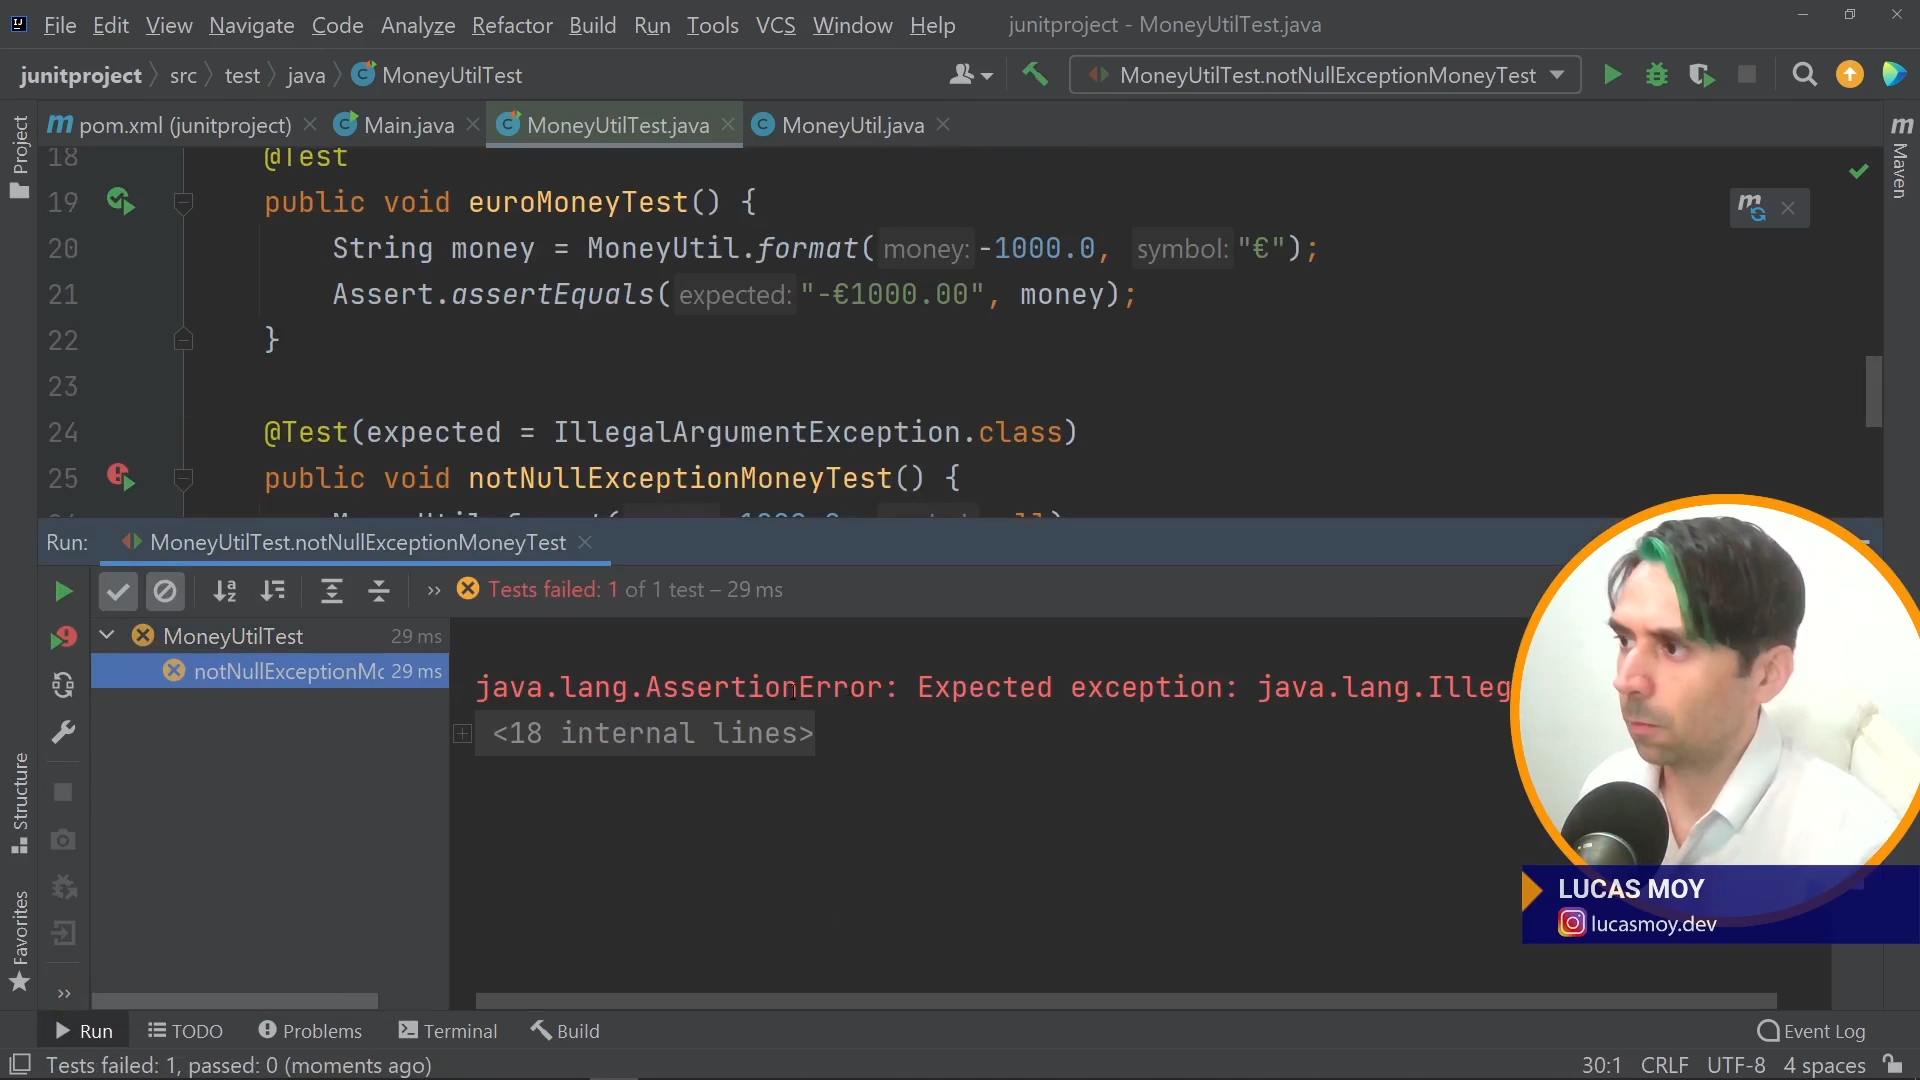 File Edit View Navigate Code Analyze Refactor Build Run Tools VCS Window Help junitproject - MoneyUtilTest.java
junitproject src test java MoneyUtilTest MoneyUtilTest.notNullExceptionMoneyTest
pom.xml (junitproject) Main.java MoneyUtilTest.java MoneyUtil.java
Project
Maven
18 @Test
19 public void euroMoneyTest() {
20 String money = MoneyUtil.format( money: -1000.0, symbol: "€");
21 Assert.assertEquals( expected: "-€1000.00", money);
22 }
23
24 @Test(expected = IllegalArgumentException.class)
25 public void notNullExceptionMoneyTest() {
Run: MoneyUtilTest.notNullExceptionMoneyTest
Tests failed: 1 of 1 test – 29 ms
MoneyUtilTest 29 ms
notNullExceptionMc 29 ms
java.lang.AssertionError: Expected exception: java.lang.Illeg
<18 internal lines>
Structure
Favorites
LUCAS MOY
lucasmoy.dev
Run TODO Problems Terminal Build Event Log
Tests failed: 1, passed: 0 (moments ago) 30:1 CRLF UTF-8 4 spaces